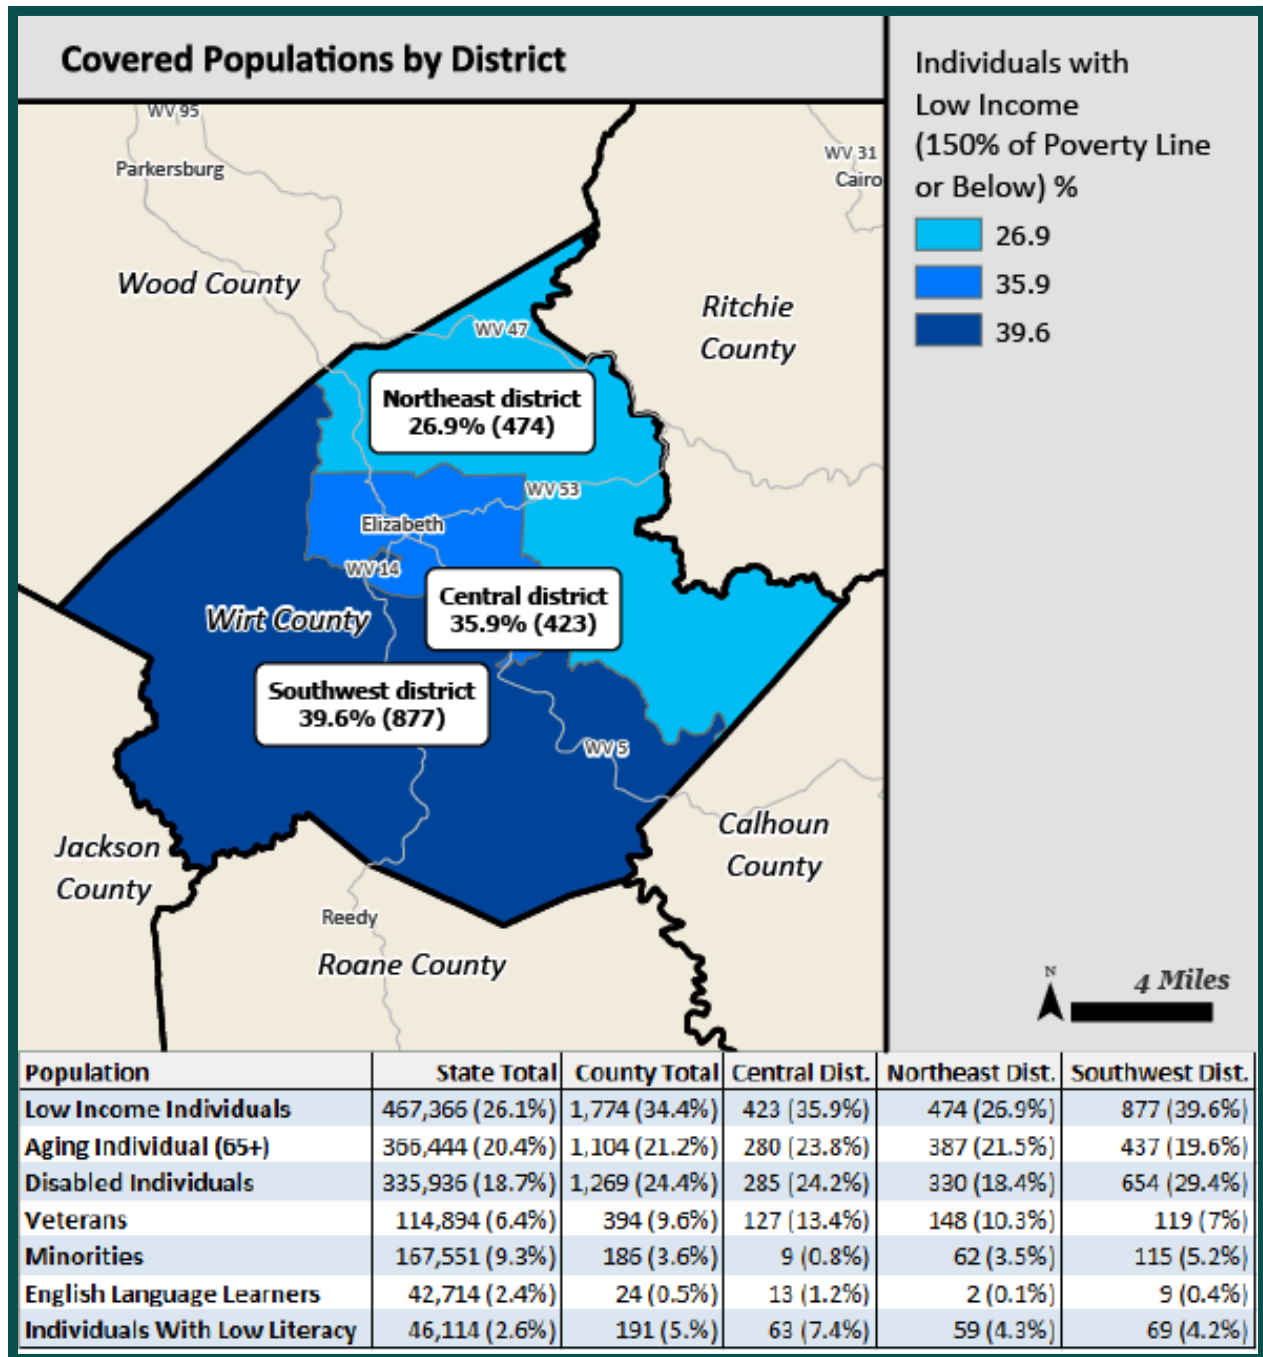 Covered Populations by District
Individuals with
Low Income
(150% of Poverty Line
or Below) %
26.9
35.9
39.6
WV 95
Parkersburg
WV 31
Cairo
Wood County
Ritchie
County
WV 47
Northeast district
26.9% (474)
WV 53
Elizabeth
WV 14
Central district
35.9% (423)
Wirt County
Southwest district
39.6% (877)
WV 5
Calhoun
County
Jackson
County
Reedy
Roane County
N
4 Miles
Population State Total County Total Central Dist. Northeast Dist. Southwest Dist.
Low Income Individuals 467,366 (26.1%) 1,774 (34.4%) 423 (35.9%) 474 (26.9%) 877 (39.6%)
Aging Individual (65+) 366,444 (20.4%) 1,104 (21.2%) 280 (23.8%) 387 (21.5%) 437 (19.6%)
Disabled Individuals 335,936 (18.7%) 1,269 (24.4%) 285 (24.2%) 330 (18.4%) 654 (29.4%)
Veterans 114,894 (6.4%) 394 (9.6%) 127 (13.4%) 148 (10.3%) 119 (7%)
Minorities 167,551 (9.3%) 186 (3.6%) 9 (0.8%) 62 (3.5%) 115 (5.2%)
English Language Learners 42,714 (2.4%) 24 (0.5%) 13 (1.2%) 2 (0.1%) 9 (0.4%)
Individuals With Low Literacy 46,114 (2.6%) 191 (5.%) 63 (7.4%) 59 (4.3%) 69 (4.2%)